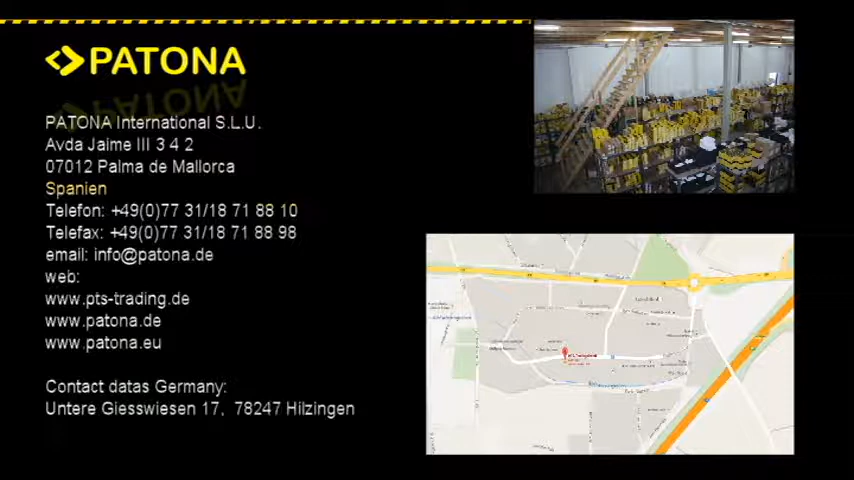 PATONA
PATONA International S.L.U.
Avda Jaime III 3 4 2
07012 Palma de Mallorca
Spanien
Telefon: +49(0)77 31/18 71 88 10
Telefax: +49(0)77 31/18 71 88 98
email: info@patona.de
web:
www.pts-trading.de
www.patona.de
www.patona.eu
Contact datas Germany:
Untere Giesswiesen 17, 78247 Hilzingen